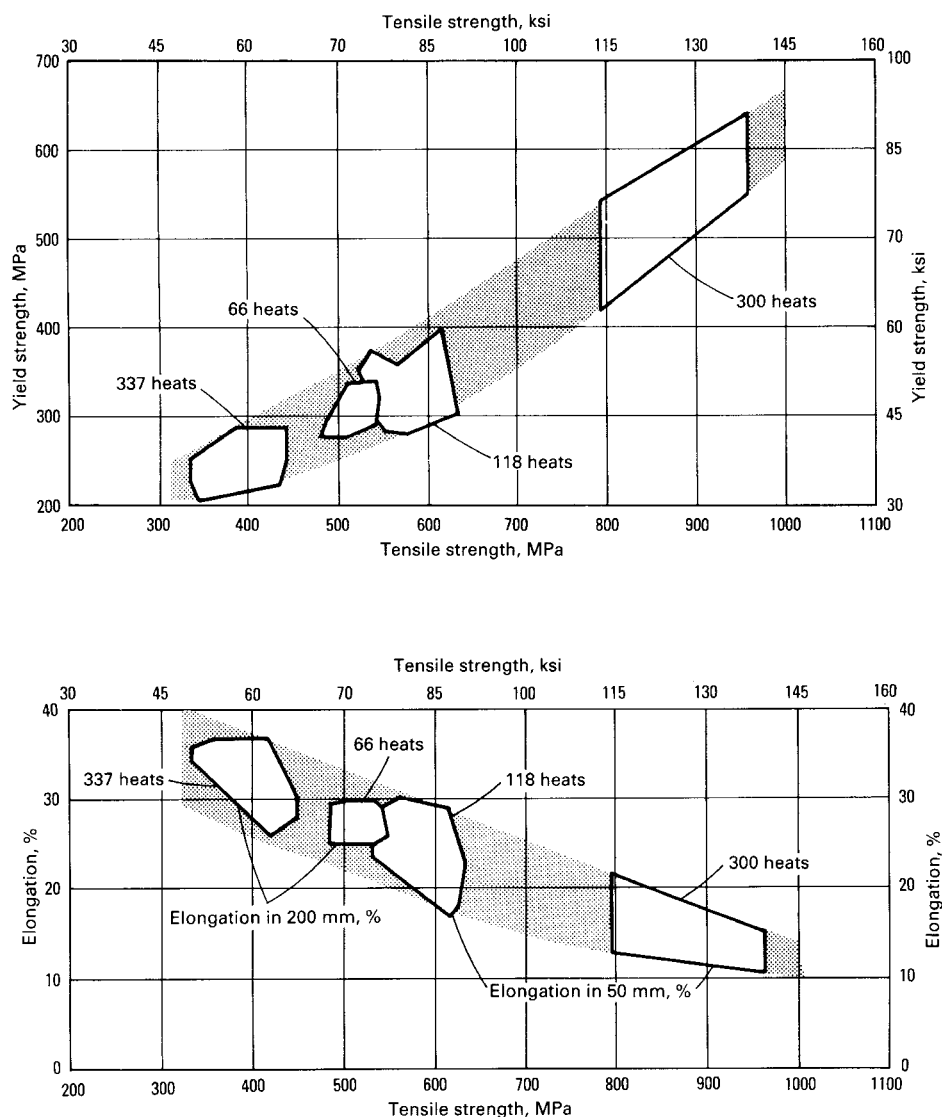 Tensile strength, ksi
30 45 60 70 85 100 115 130 145 160
700 100
600 85
500 70
400 60
300 45
200 30
Yield strength, MPa
Yield strength, ksi
66 heats
337 heats
300 heats
118 heats
200 300 400 500 600 700 800 900 1000 1100
Tensile strength, MPa
Tensile strength, ksi
30 45 60 70 85 100 115 130 145 160
40 40
30 30
20 20
10 10
0 0
Elongation, %
Elongation, %
66 heats
337 heats
118 heats
300 heats
Elongation in 200 mm, %
Elongation in 50 mm, %
200 300 400 500 600 700 800 900 1000 1100
Tensile strength, MPa